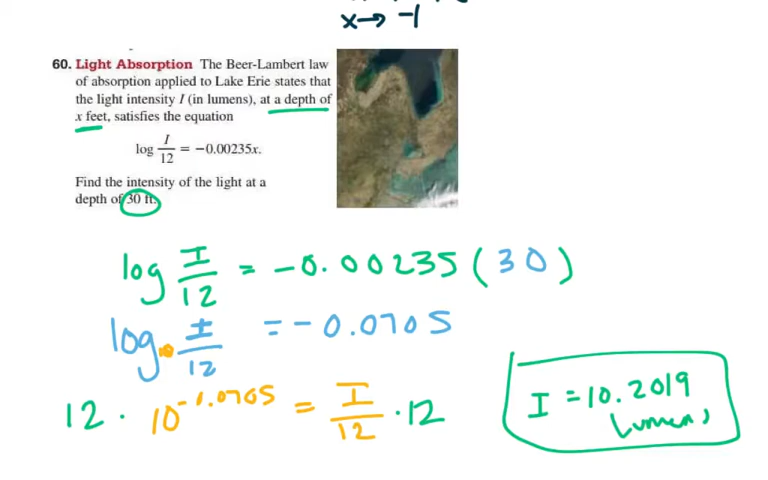 x → -1
60. Light Absorption The Beer-Lambert law
of absorption applied to Lake Erie states that
the light intensity I (in lumens), at a depth of
x feet, satisfies the equation
log I/12 = -0.00235x.
Find the intensity of the light at a
depth of 30 ft.
log I/12 = -0.00235 (30)
log I/12 = -0.0705
12 · 10^-0.0705 = I/12 · 12
I = 10.2019
lumens